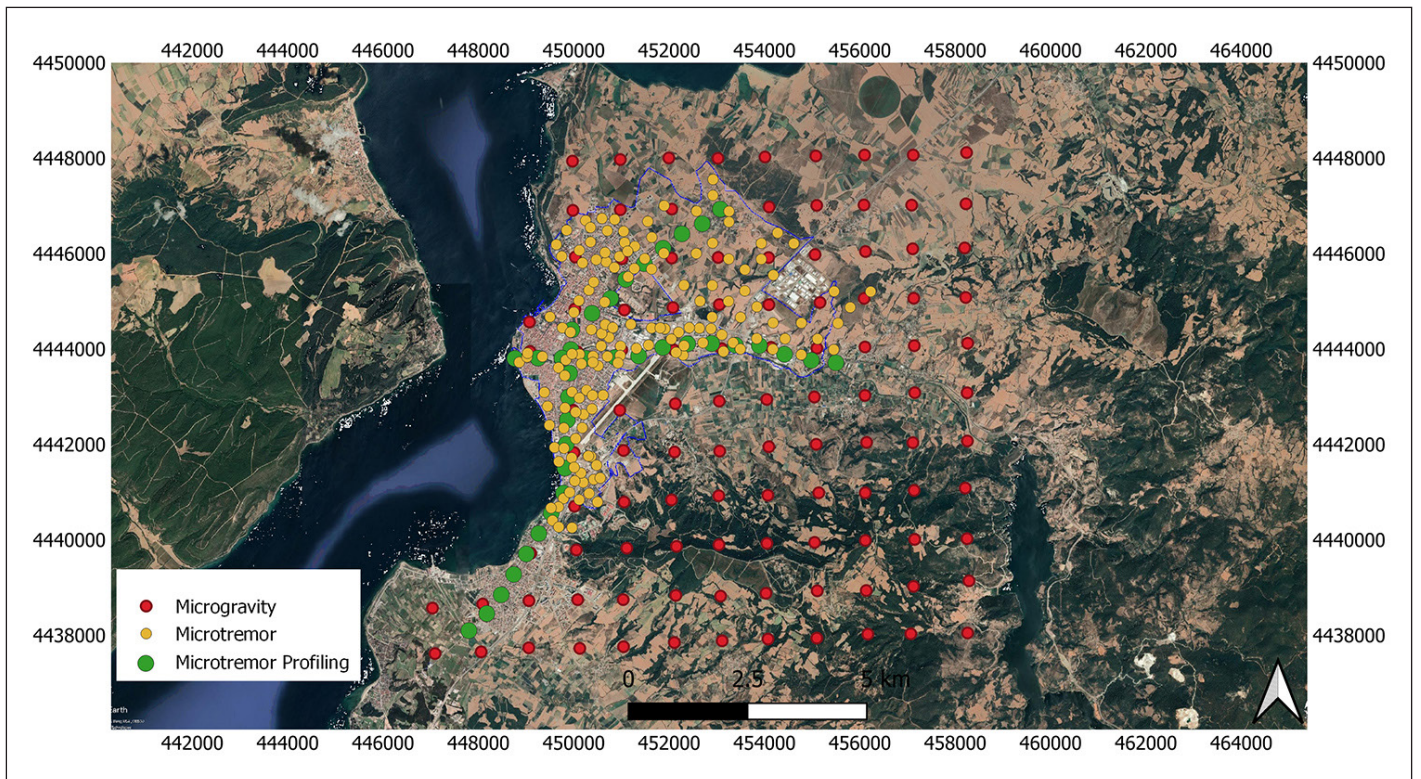 442000 444000 446000 448000 450000 452000 454000 456000 458000 460000 462000 464000
4450000 4450000
4448000 4448000
4446000 4446000
4444000 4444000
4442000 4442000
4440000 4440000
4438000 4438000
Microgravity
Microtremor
Microtremor Profiling
0 2.5 5 km
arth
442000 444000 446000 448000 450000 452000 454000 456000 458000 460000 462000 464000